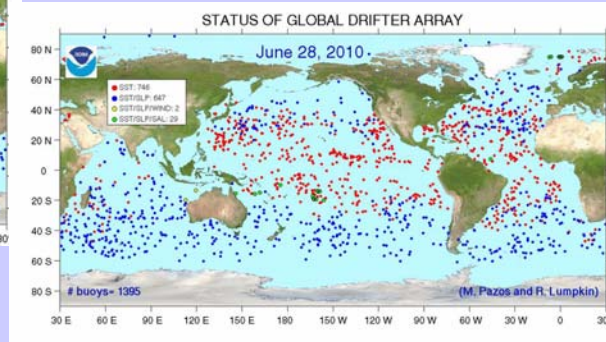 STATUS OF GLOBAL DRIFTER ARRAY
June 28, 2010
SST: 746
SST/SLP: 647
SST/SLP/WIND: 2
SST/SLP/SAL: 29
80 N
60 N
40 N
20 N
0
20 S
40 S
60 S
80 S
# buoys= 1395
(M. Pazos and R. Lumpkin)
30 E 60 E 90 E 120 E 150 E 180 150 W 120 W 90 W 60 W 30 W 0